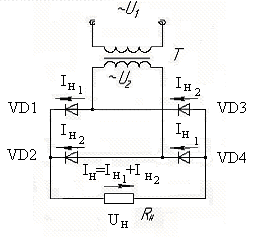 ~U₁
T
~U₂
Iн₁
Iн₂
VD1
VD3
Iн₂
Iн₁
VD2
VD4
Iн=Iн₁+Iн₂
Uн
Rн